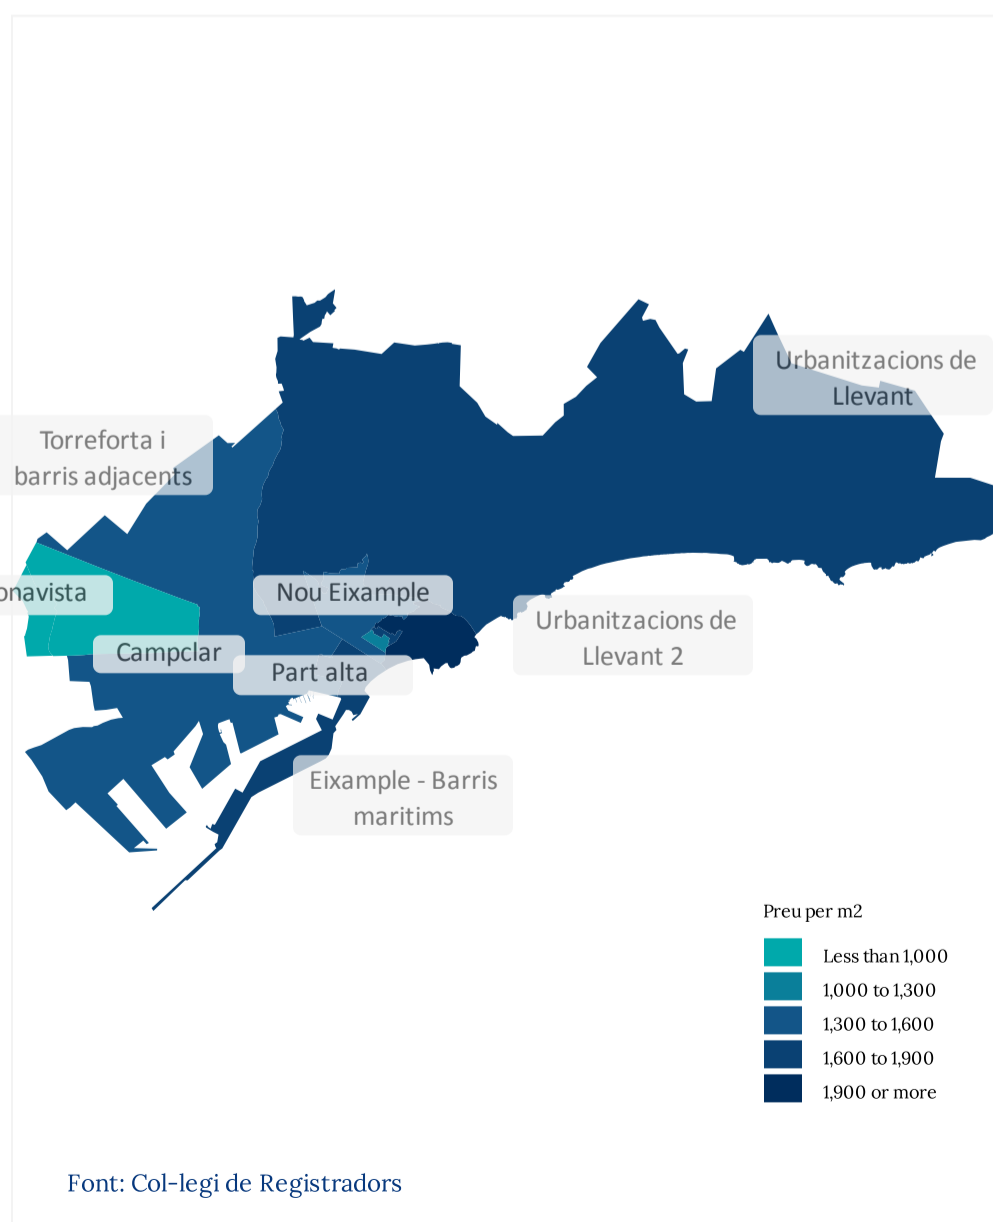 Urbanitzacions de
Llevant
Torreforta i
barris adjacents
onavista
Nou Eixample
Urbanitzacions de
Llevant 2
Campclar
Part alta
Eixample - Barris
maritims
Preu per m2
Less than 1,000
1,000 to 1,300
1,300 to 1,600
1,600 to 1,900
1,900 or more
Font: Col-legi de Registradors